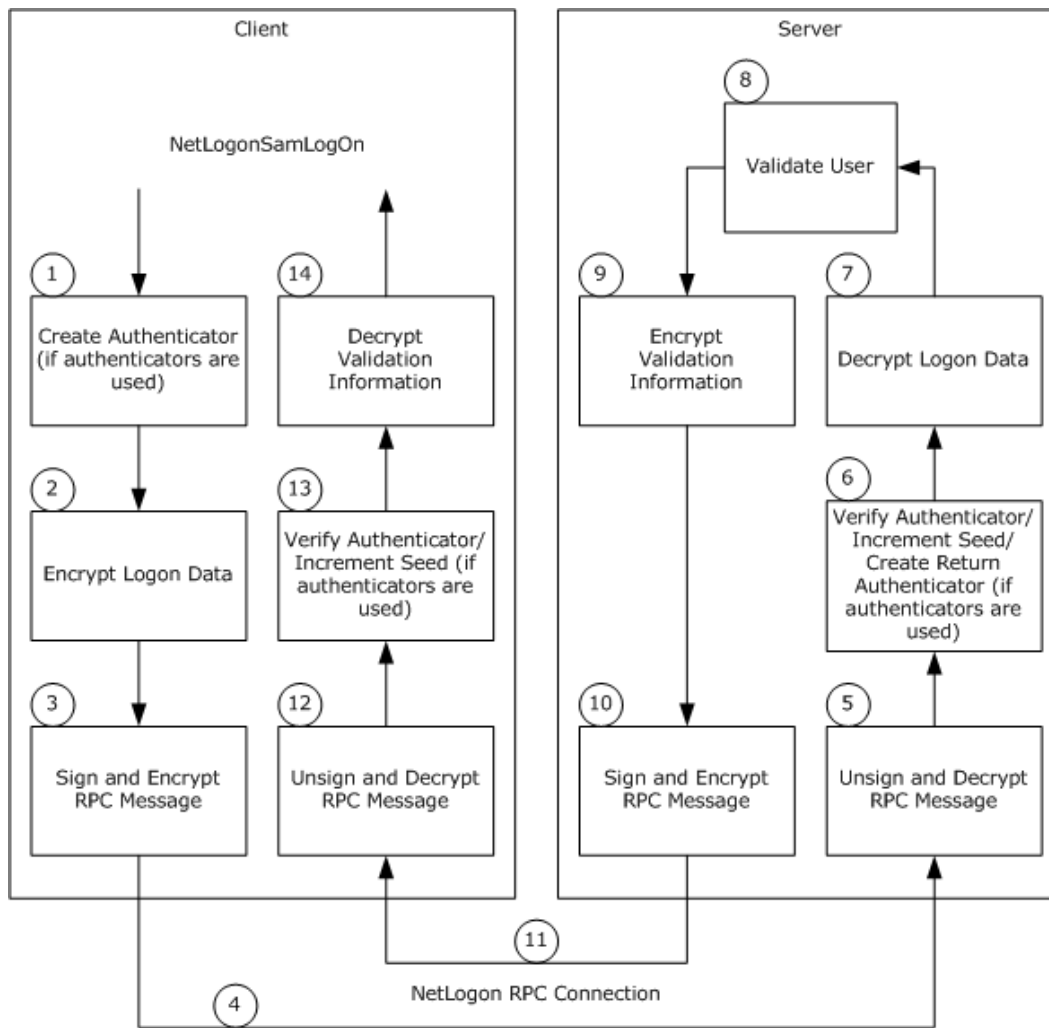 Client
Server
8
NetLogonSamLogOn
Validate User
1
14
9
7
Create Authenticator
(if authenticators are
used)
Decrypt
Validation
Information
Encrypt
Validation
Information
Decrypt Logon Data
2
13
6
Encrypt Logon Data
Verify Authenticator/
Increment Seed (if
authenticators are
used)
Verify Authenticator/
Increment Seed/
Create Return
Authenticator (if
authenticators are
used)
3
12
10
5
Sign and Encrypt
RPC Message
Unsign and Decrypt
RPC Message
Sign and Encrypt
RPC Message
Unsign and Decrypt
RPC Message
11
NetLogon RPC Connection
4